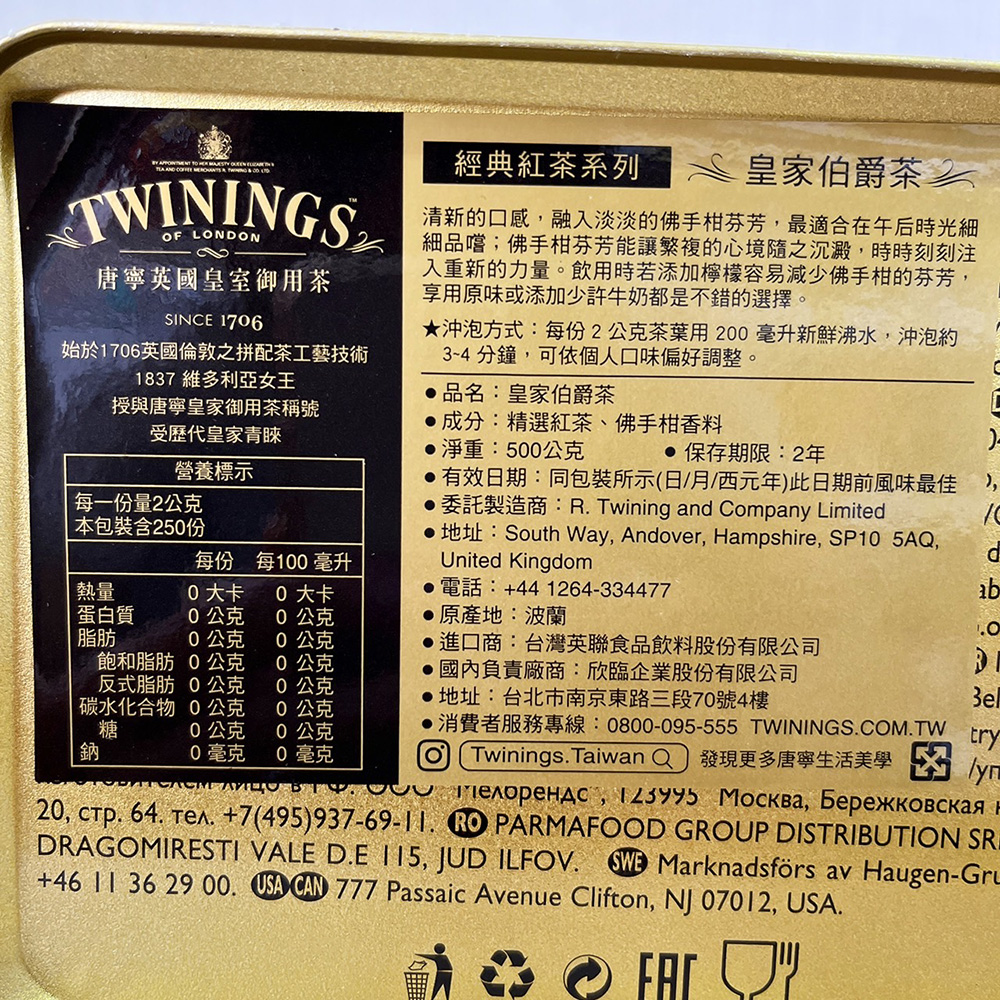 BY APPOINTMENT TO HER MAJESTY QUEEN ELIZABETH II
TEA AND COFFEE MERCHANTS R. TWINING & CO. LTD.
TWININGS™
OF LONDON
唐寧英國皇室御用茶
SINCE 1706
始於1706英國倫敦之拼配茶工藝技術
1837 維多利亞女王
授與唐寧皇家御用茶稱號
受歷代皇家青睞
營養標示
每一份量2公克
本包裝含250份
每份 每100 毫升
熱量 0 大卡 0 大卡
蛋白質 0 公克 0 公克
脂肪 0 公克 0 公克
飽和脂肪 0 公克 0 公克
反式脂肪 0 公克 0 公克
碳水化合物 0 公克 0 公克
糖 0 公克 0 公克
鈉 0 毫克 0 毫克
經典紅茶系列 皇家伯爵茶
清新的口感，融入淡淡的佛手柑芬芳，最適合在午后時光細
細品嚐；佛手柑芬芳能讓繁複的心境隨之沉澱，時時刻刻注
入重新的力量。飲用時若添加檸檬容易減少佛手柑的芬芳，
享用原味或添加少許牛奶都是不錯的選擇。
★沖泡方式：每份 2 公克茶葉用 200 毫升新鮮沸水，沖泡約
3~4 分鐘，可依個人口味偏好調整。
●品名：皇家伯爵茶
●成分：精選紅茶、佛手柑香料
●淨重：500公克 ●保存期限：2年
●有效日期：同包裝所示(日/月/西元年)此日期前風味最佳
●委託製造商：R. Twining and Company Limited
●地址：South Way, Andover, Hampshire, SP10 5AQ,
United Kingdom
●電話：+44 1264-334477
●原產地：波蘭
●進口商：台灣英聯食品飲料股份有限公司
●國內負責廠商：欣臨企業股份有限公司
●地址：台北市南京東路三段70號4樓
●消費者服務專線：0800-095-555 TWININGS.COM.TW
Twinings.Taiwan 發現更多唐寧生活美學
"Мелбрендс", 123995 Москва, Бережковская
20, стр. 64. тел. +7(495)937-69-11. RO PARMAFOOD GROUP DISTRIBUTION
DRAGOMIRESTI VALE D.E 115, JUD ILFOV. SWE Marknadsförs av Haugen-Gru
+46 11 36 29 00. USA CAN 777 Passaic Avenue Clifton, NJ 07012, USA.
EAC